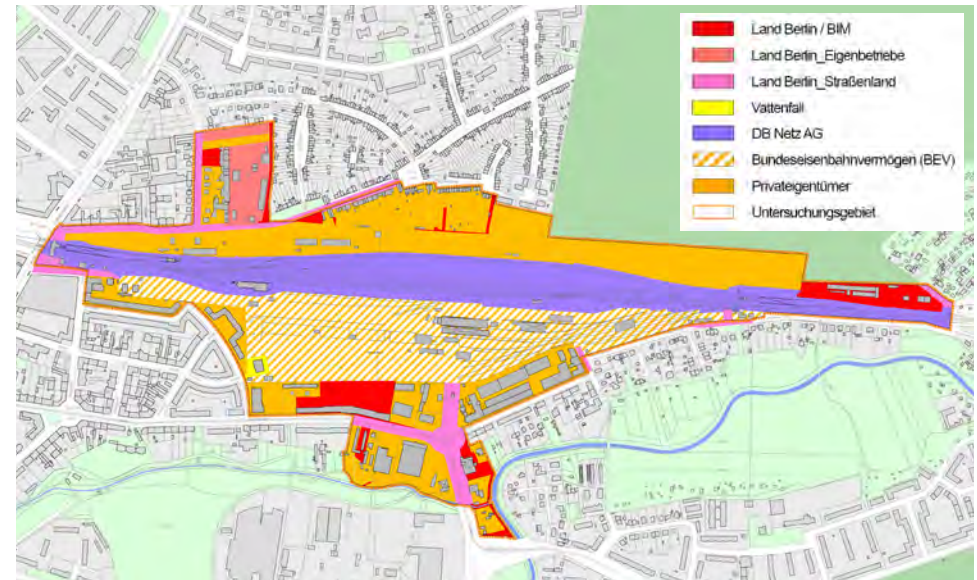 Land Berlin / BIM
Land Berlin_Eigenbetriebe
Land Berlin_Straßenland
Vattenfall
DB Netz AG
Bundeseisenbahnvermögen (BEV)
Privateigentümer
Untersuchungsgebiet